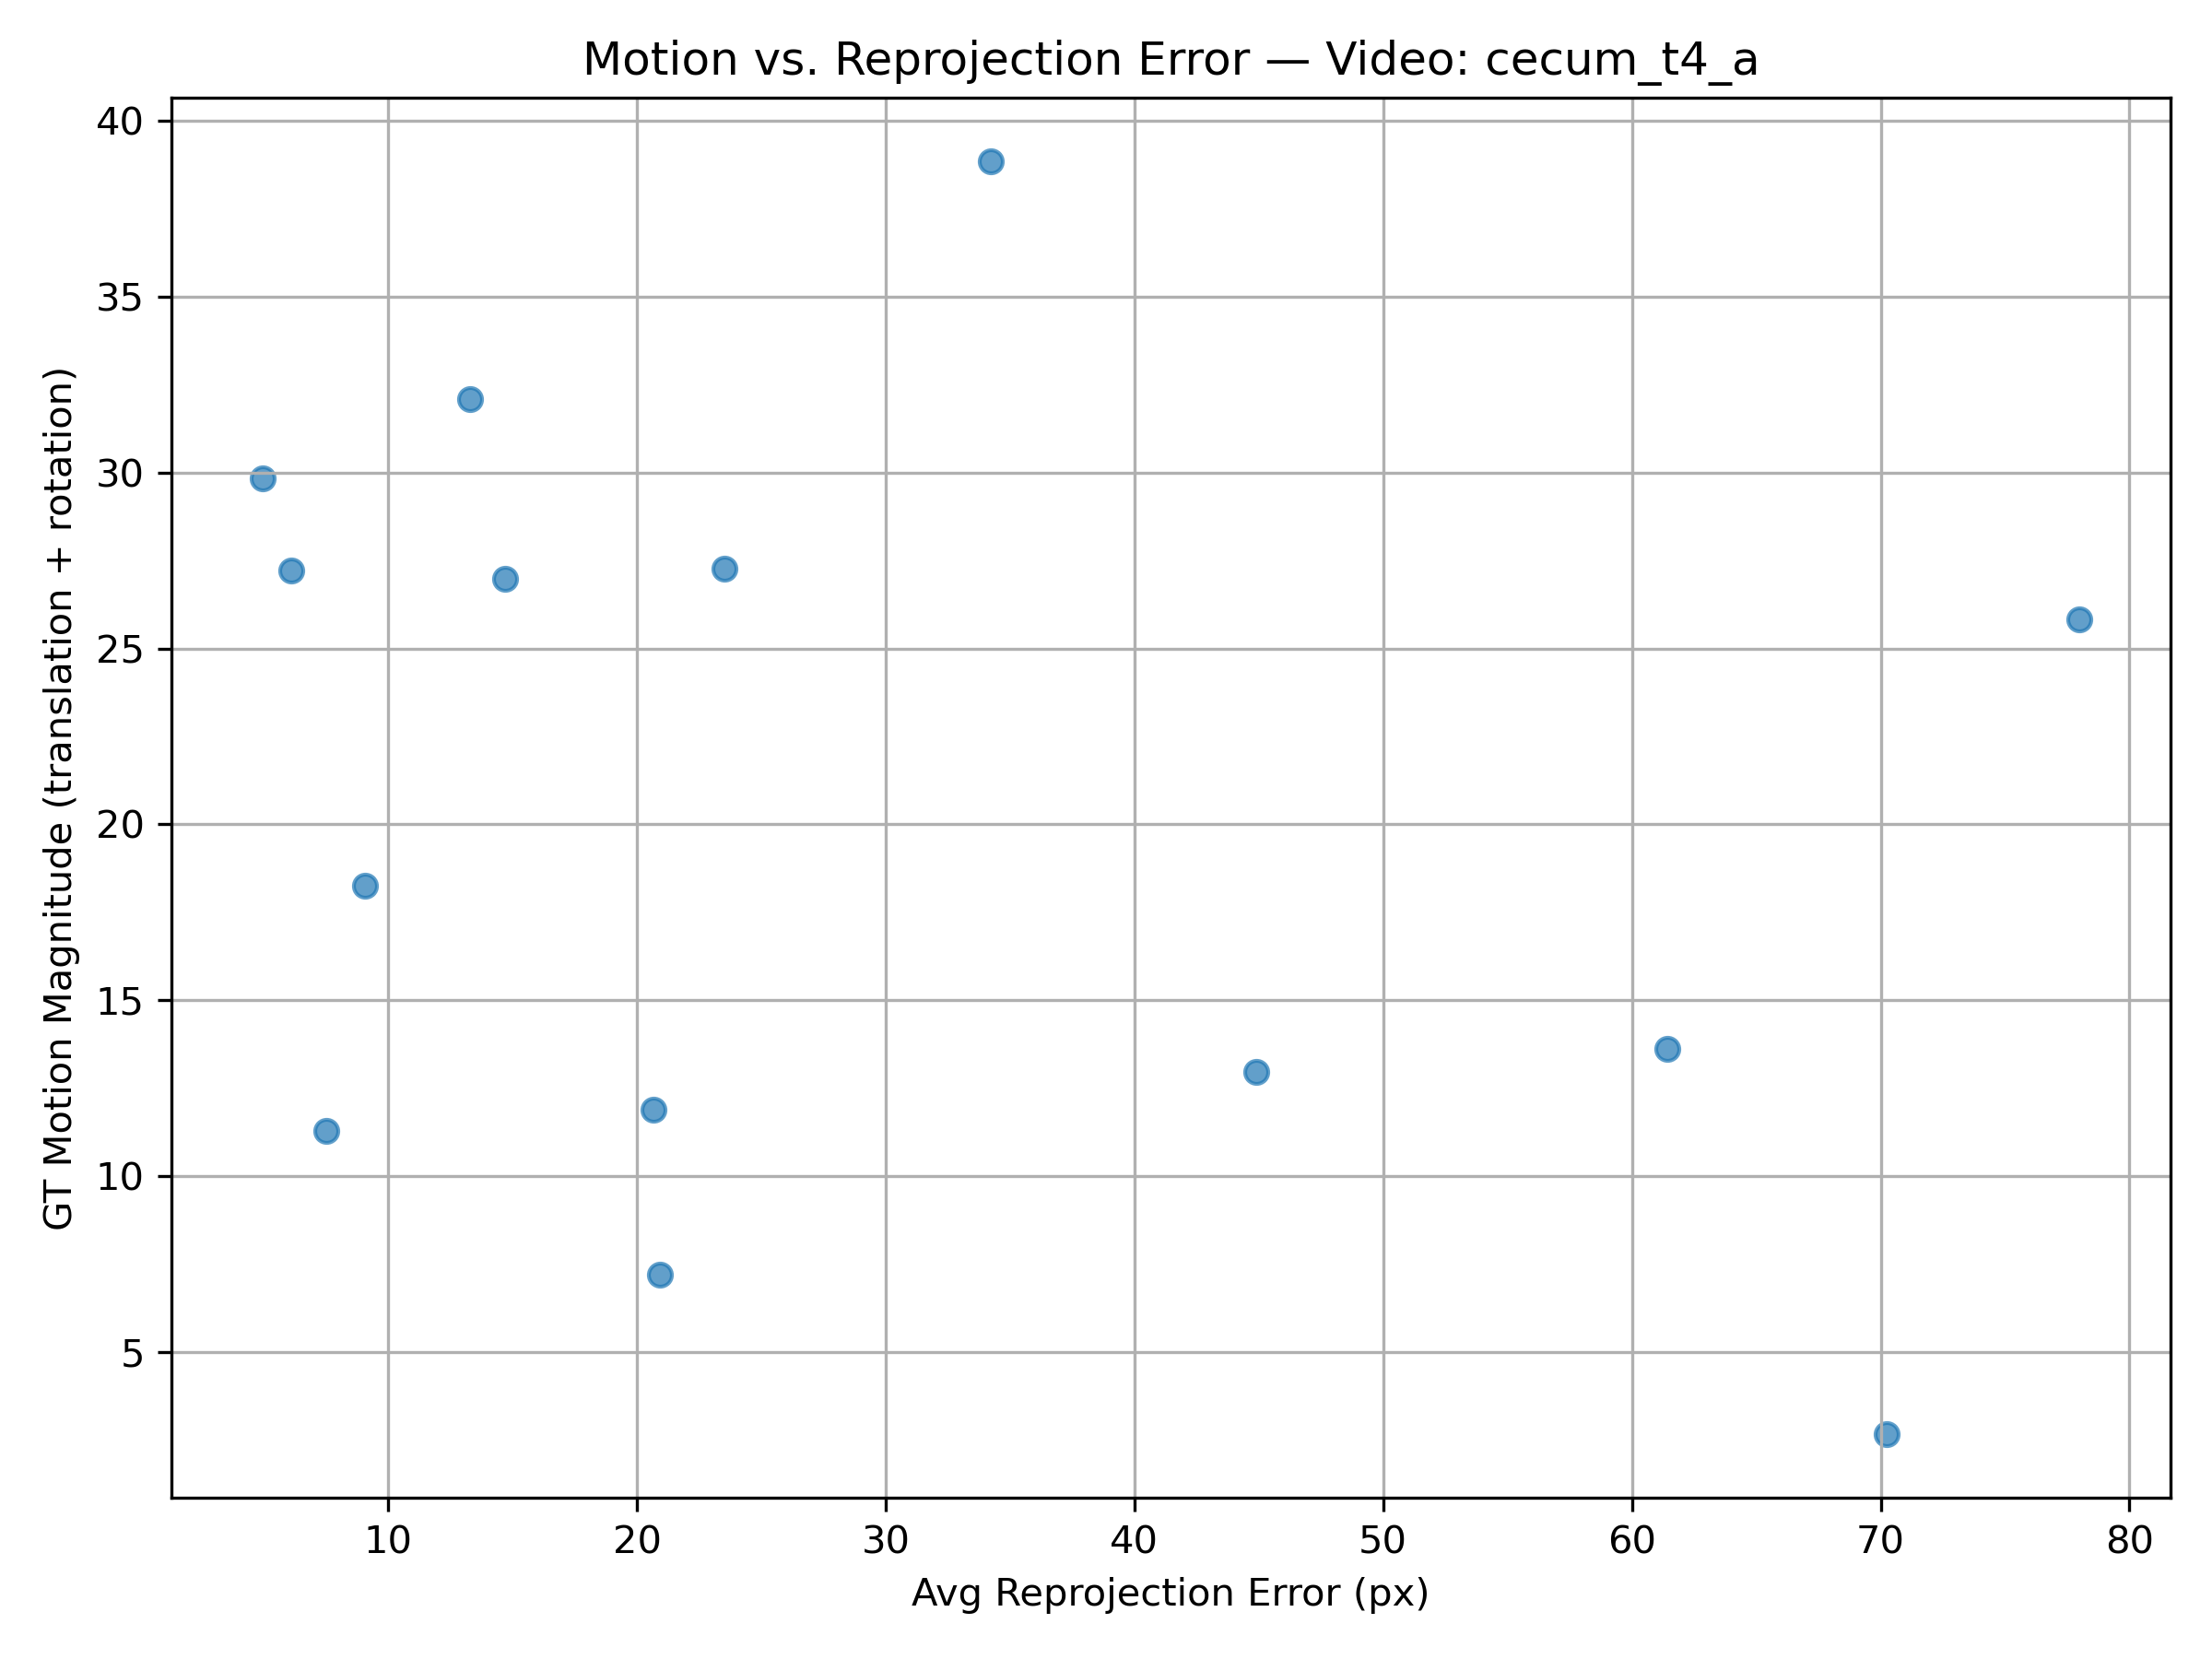 Motion vs. Reprojection Error — Video: cecum_t4_a
GT Motion Magnitude (translation + rotation)
40
35
30
25
20
15
10
5
10 20 30 40 50 60 70 80
Avg Reprojection Error (px)